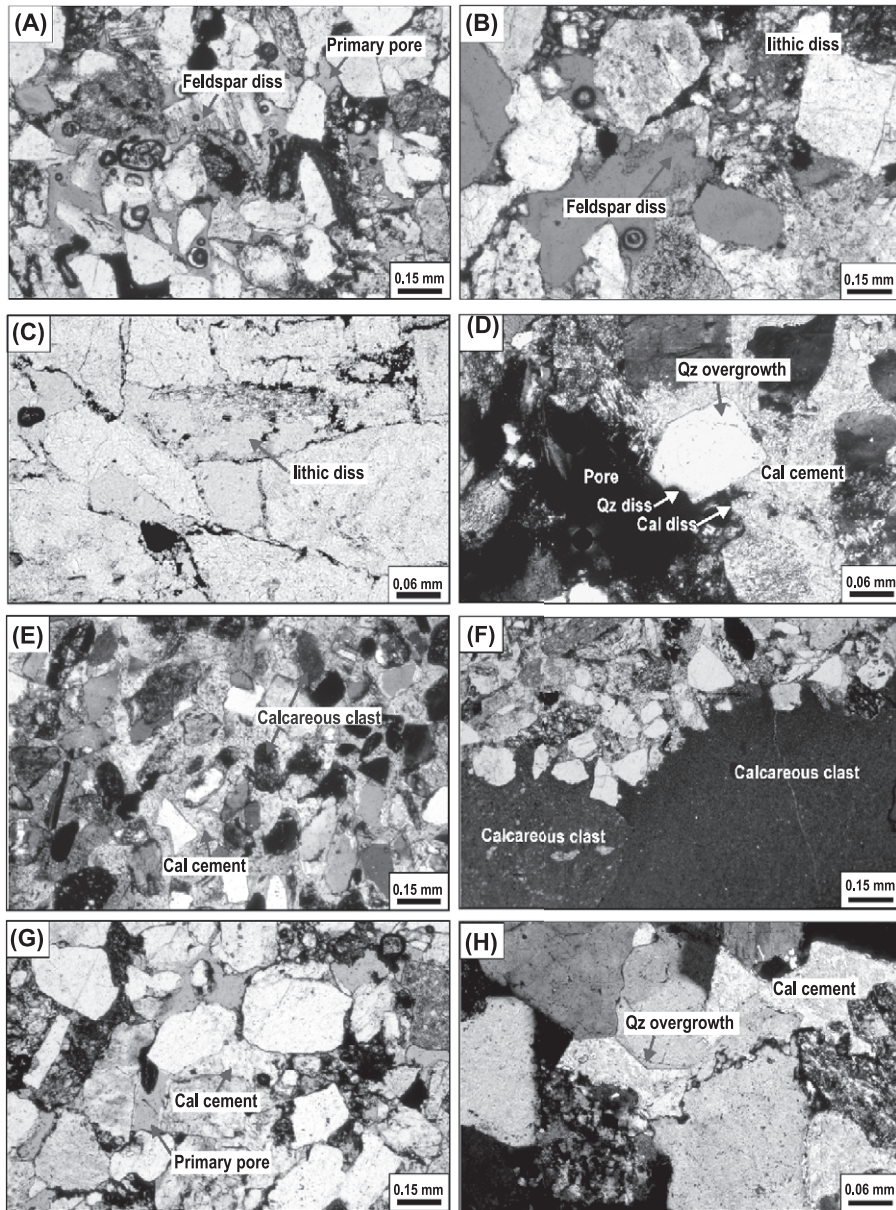 (A)
Primary pore
Feldspar diss
0.15 mm
(B)
lithic diss
Feldspar diss
0.15 mm
(C)
lithic diss
0.06 mm
(D)
Qz overgrowth
Pore
Cal cement
Qz diss
Cal diss
0.06 mm
(E)
Calcareous clast
Cal cement
0.15 mm
(F)
Calcareous clast
Calcareous clast
0.15 mm
(G)
Cal cement
Primary pore
0.15 mm
(H)
Cal cement
Qz overgrowth
0.06 mm